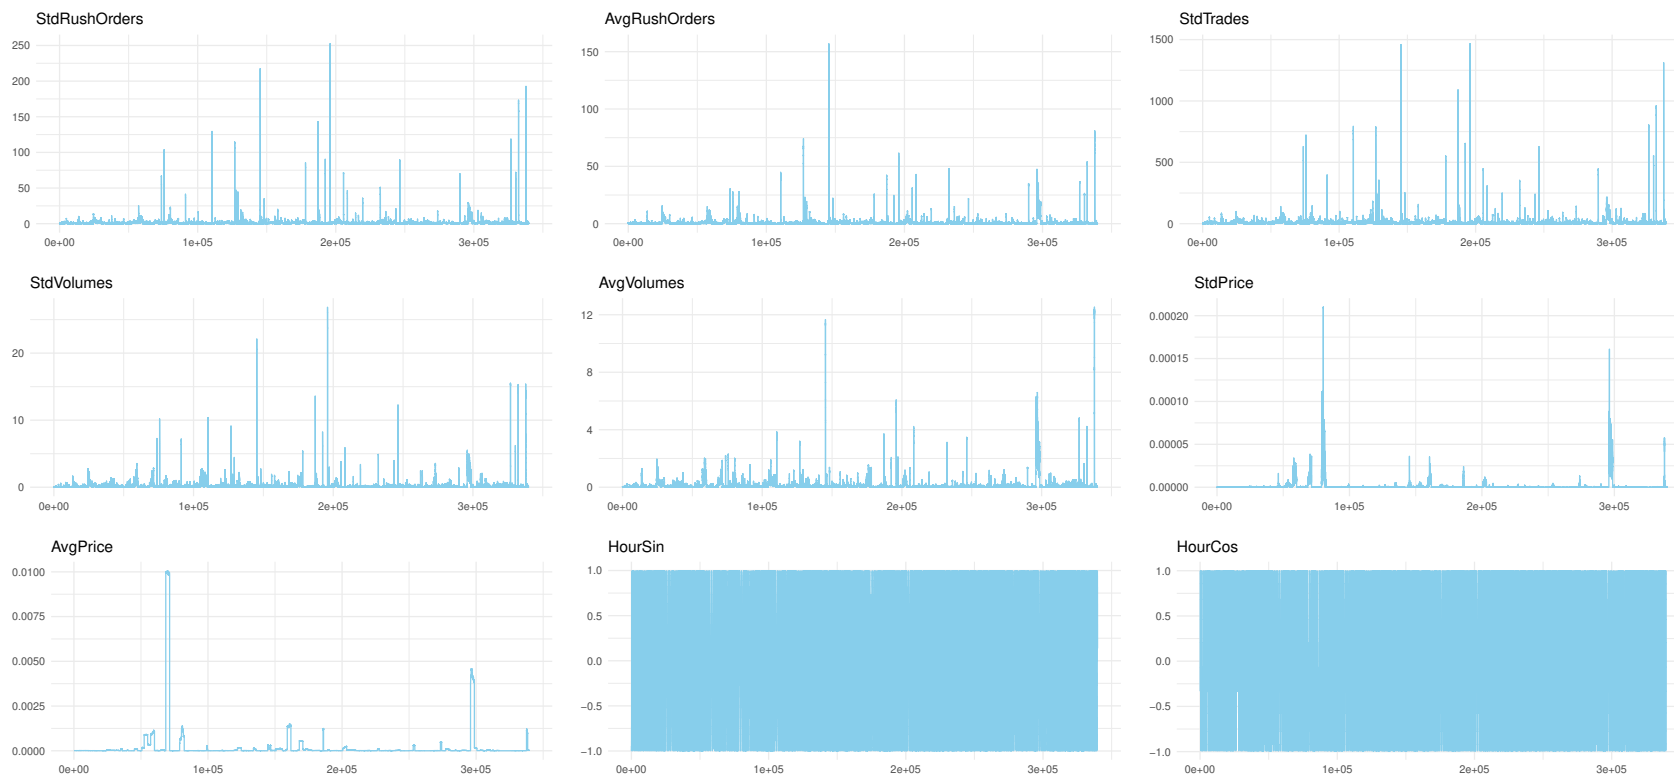 StdRushOrders
250
200
150
100
50
0
0e+00 1e+05 2e+05 3e+05
AvgRushOrders
150
100
50
0
0e+00 1e+05 2e+05 3e+05
StdTrades
1500
1000
500
0
0e+00 1e+05 2e+05 3e+05
StdVolumes
20
10
0
0e+00 1e+05 2e+05 3e+05
AvgVolumes
12
8
4
0
0e+00 1e+05 2e+05 3e+05
StdPrice
0.00020
0.00015
0.00010
0.00005
0.00000
0e+00 1e+05 2e+05 3e+05
AvgPrice
0.0100
0.0075
0.0050
0.0025
0.0000
0e+00 1e+05 2e+05 3e+05
HourSin
1.0
0.5
0.0
−0.5
−1.0
0e+00 1e+05 2e+05 3e+05
HourCos
1.0
0.5
0.0
−0.5
−1.0
0e+00 1e+05 2e+05 3e+05